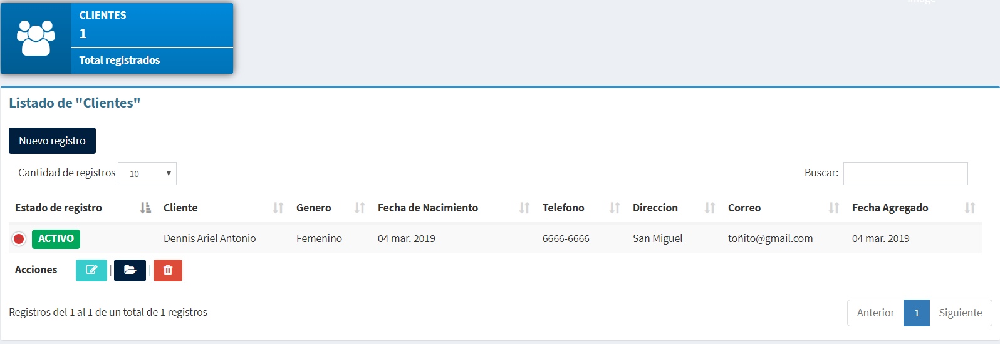 Image
CLIENTES
1
Total registrados
Listado de "Clientes"
Nuevo registro
Cantidad de registros 10 Buscar:
Estado de registro Cliente Genero Fecha de Nacimiento Telefono Direccion Correo Fecha Agregado
ACTIVO Dennis Ariel Antonio Femenino 04 mar. 2019 6666-6666 San Miguel toñito@gmail.com 04 mar. 2019
Acciones | |
Registros del 1 al 1 de un total de 1 registros Anterior 1 Siguiente